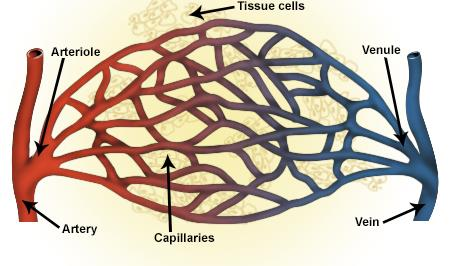 Tissue cells
Arteriole
Venule
Artery
Capillaries
Vein